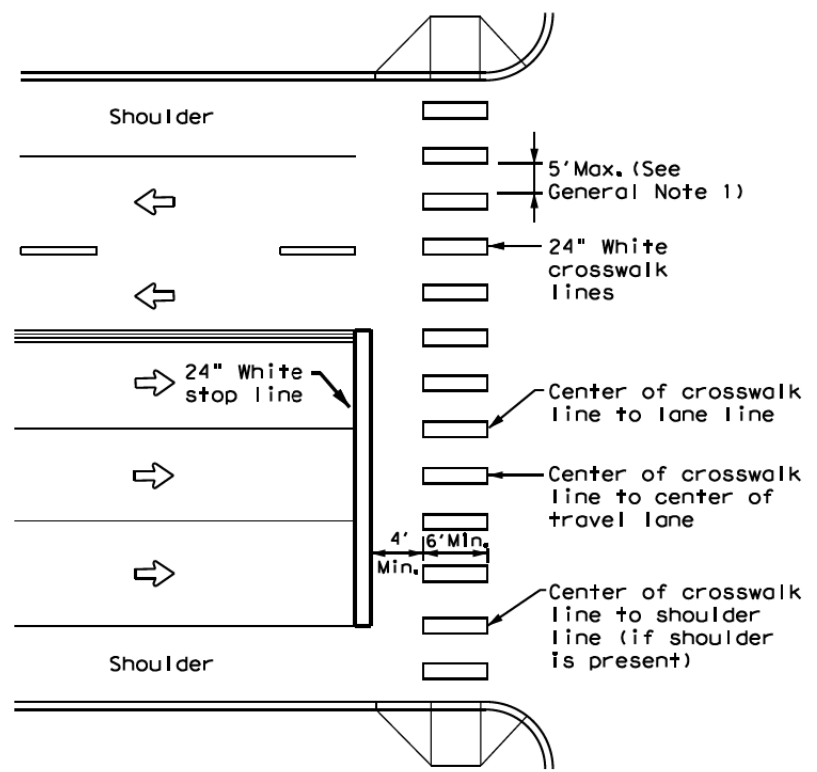 Shoulder
5'Max. (See
General Note 1)
24" White
crosswalk
lines
24" White
stop line
Center of crosswalk
line to lane line
Center of crosswalk
line to center of
travel lane
4'
Min.
6'Min.
Center of crosswalk
line to shoulder
line (if shoulder
is present)
Shoulder